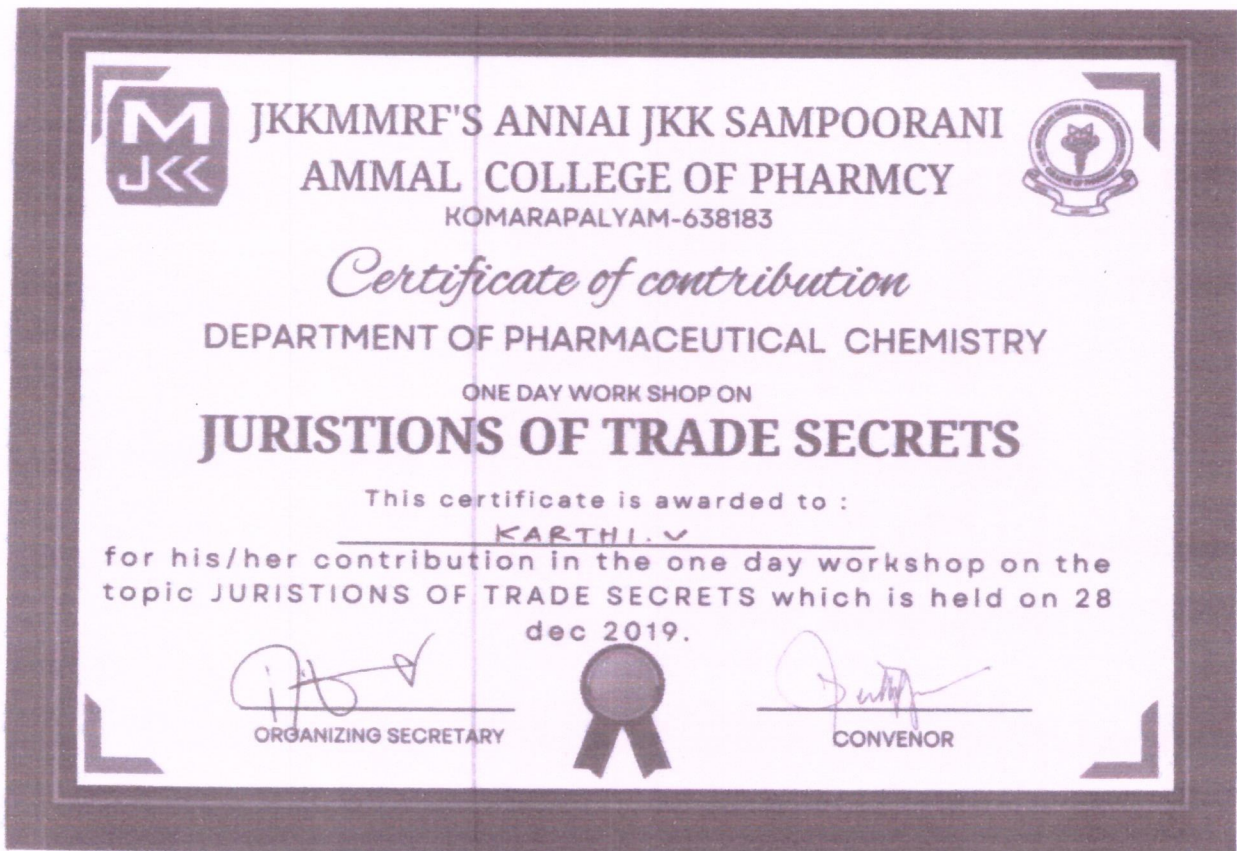 M
JKK
JKKMMRF'S ANNAI JKK SAMPOORANI
AMMAL COLLEGE OF PHARMCY
KOMARAPALYAM-638183
Certificate of contribution
DEPARTMENT OF PHARMACEUTICAL CHEMISTRY
ONE DAY WORK SHOP ON
JURISTIONS OF TRADE SECRETS
This certificate is awarded to :
KARTHI. V
for his/her contribution in the one day workshop on the
topic JURISTIONS OF TRADE SECRETS which is held on 28
dec 2019.
ORGANIZING SECRETARY
CONVENOR